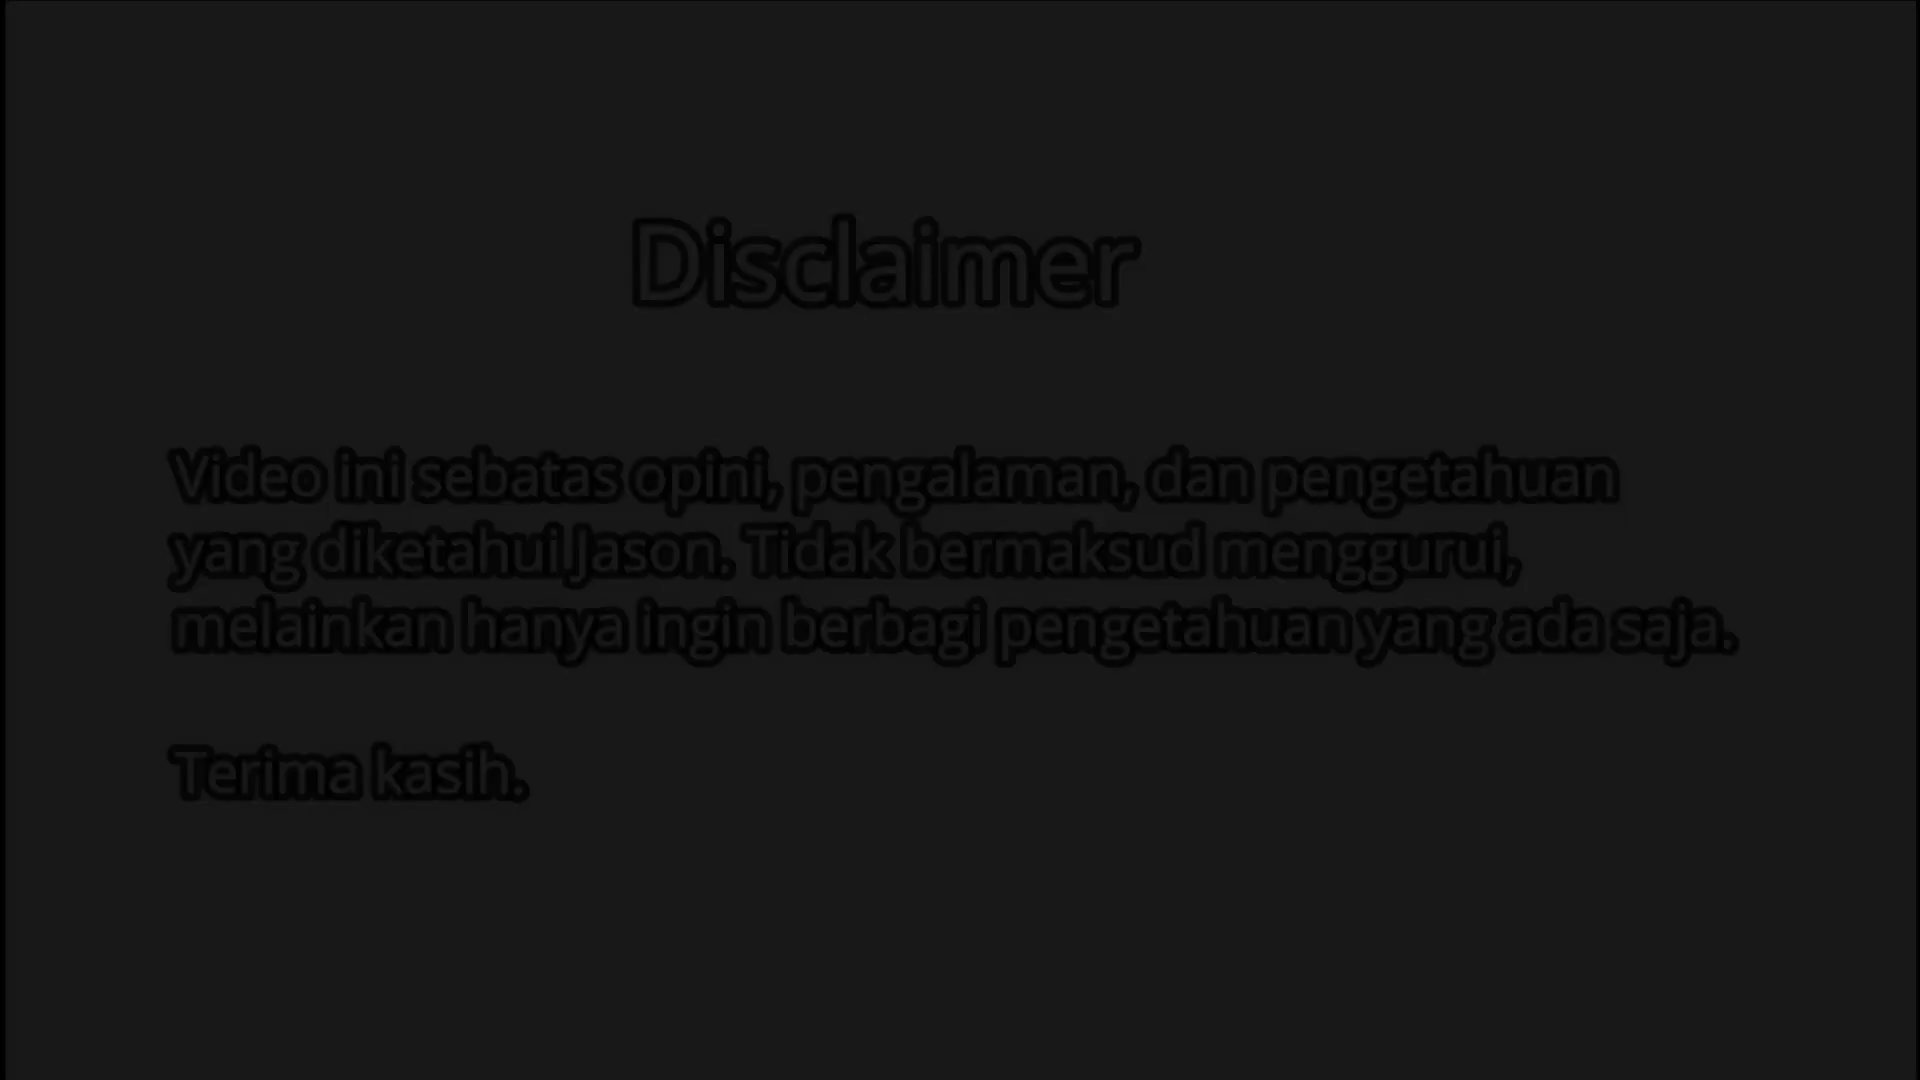 Disclaimer
Video ini sebatas opini, pengalaman, dan pengetahuan
yang diketahui Jason. Tidak bermaksud menggurui,
melainkan hanya ingin berbagi pengetahuan yang ada saja.
Terima kasih.